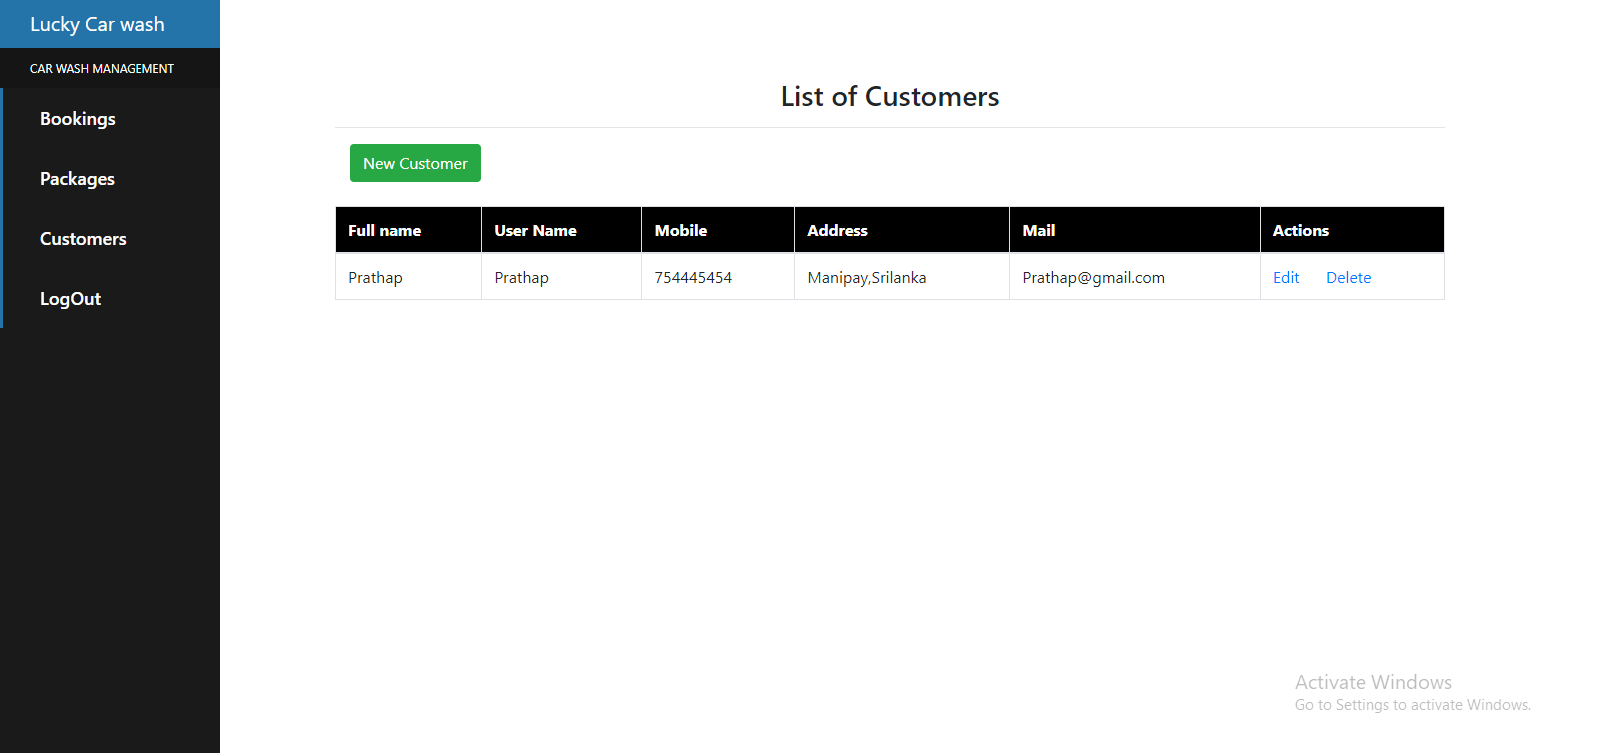 Lucky Car wash
CAR WASH MANAGEMENT
Bookings
Packages
Customers
LogOut
List of Customers
New Customer
Full name User Name Mobile Address Mail Actions
Prathap Prathap 754445454 Manipay,Srilanka Prathap@gmail.com Edit Delete
Activate Windows
Go to Settings to activate Windows.